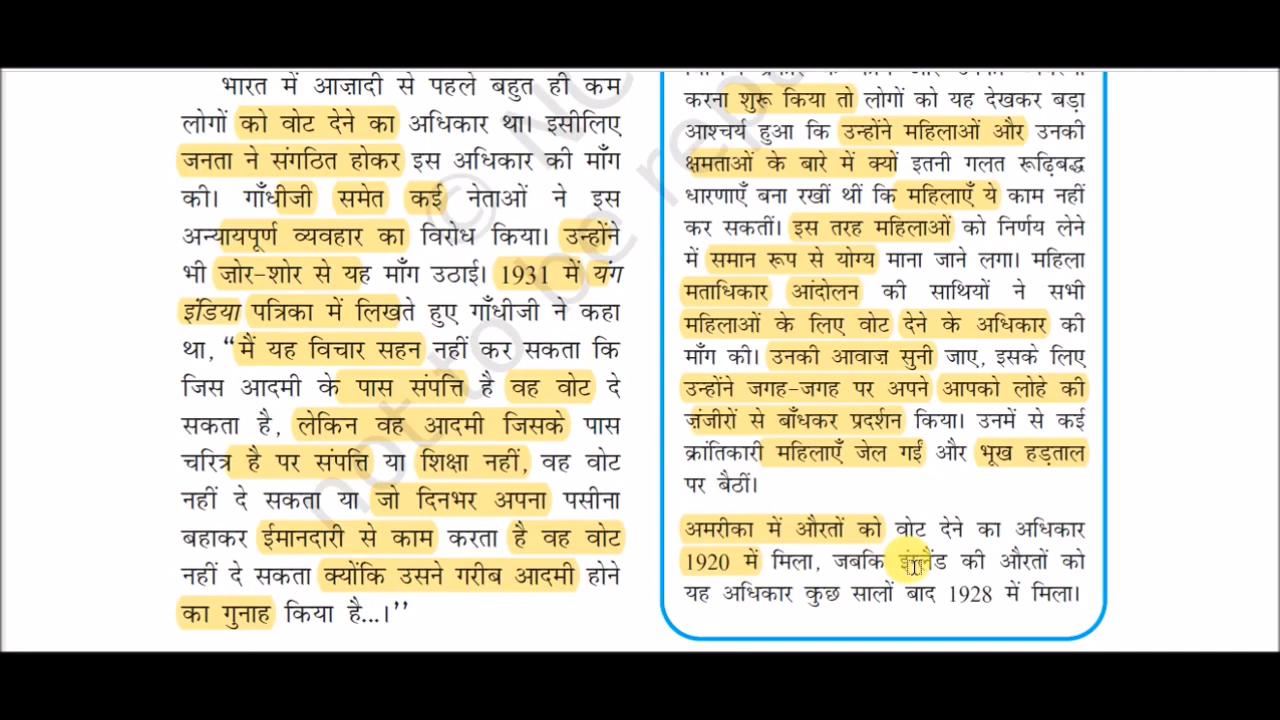 भारत में आज़ादी से पहले बहुत ही कम
लोगों को वोट देने का अधिकार था। इसीलिए
जनता ने संगठित होकर इस अधिकार की माँग
की। गाँधीजी समेत कई नेताओं ने इस
अन्यायपूर्ण व्यवहार का विरोध किया। उन्होंने
भी ज़ोर-शोर से यह माँग उठाई। 1931 में यंग
इंडिया पत्रिका में लिखते हुए गाँधीजी ने कहा
था, “मैं यह विचार सहन नहीं कर सकता कि
जिस आदमी के पास संपत्ति है वह वोट दे
सकता है, लेकिन वह आदमी जिसके पास
चरित्र है पर संपत्ति या शिक्षा नहीं, वह वोट
नहीं दे सकता या जो दिनभर अपना पसीना
बहाकर ईमानदारी से काम करता है वह वोट
नहीं दे सकता क्योंकि उसने गरीब आदमी होने
का गुनाह किया है...।’’
करना शुरू किया तो लोगों को यह देखकर बड़ा
आश्चर्य हुआ कि उन्होंने महिलाओं और उनकी
क्षमताओं के बारे में क्यों इतनी गलत रूढ़िबद्ध
धारणाएँ बना रखीं थीं कि महिलाएँ ये काम नहीं
कर सकतीं। इस तरह महिलाओं को निर्णय लेने
में समान रूप से योग्य माना जाने लगा। महिला
मताधिकार आंदोलन की साथियों ने सभी
महिलाओं के लिए वोट देने के अधिकार की
माँग की। उनकी आवाज़ सुनी जाए, इसके लिए
उन्होंने जगह-जगह पर अपने आपको लोहे की
ज़ंजीरों से बाँधकर प्रदर्शन किया। उनमें से कई
क्रांतिकारी महिलाएँ जेल गईं और भूख हड़ताल
पर बैठीं।
अमरीका में औरतों को वोट देने का अधिकार
1920 में मिला, जबकि इंग्लैंड की औरतों को
यह अधिकार कुछ सालों बाद 1928 में मिला।
not to be repu